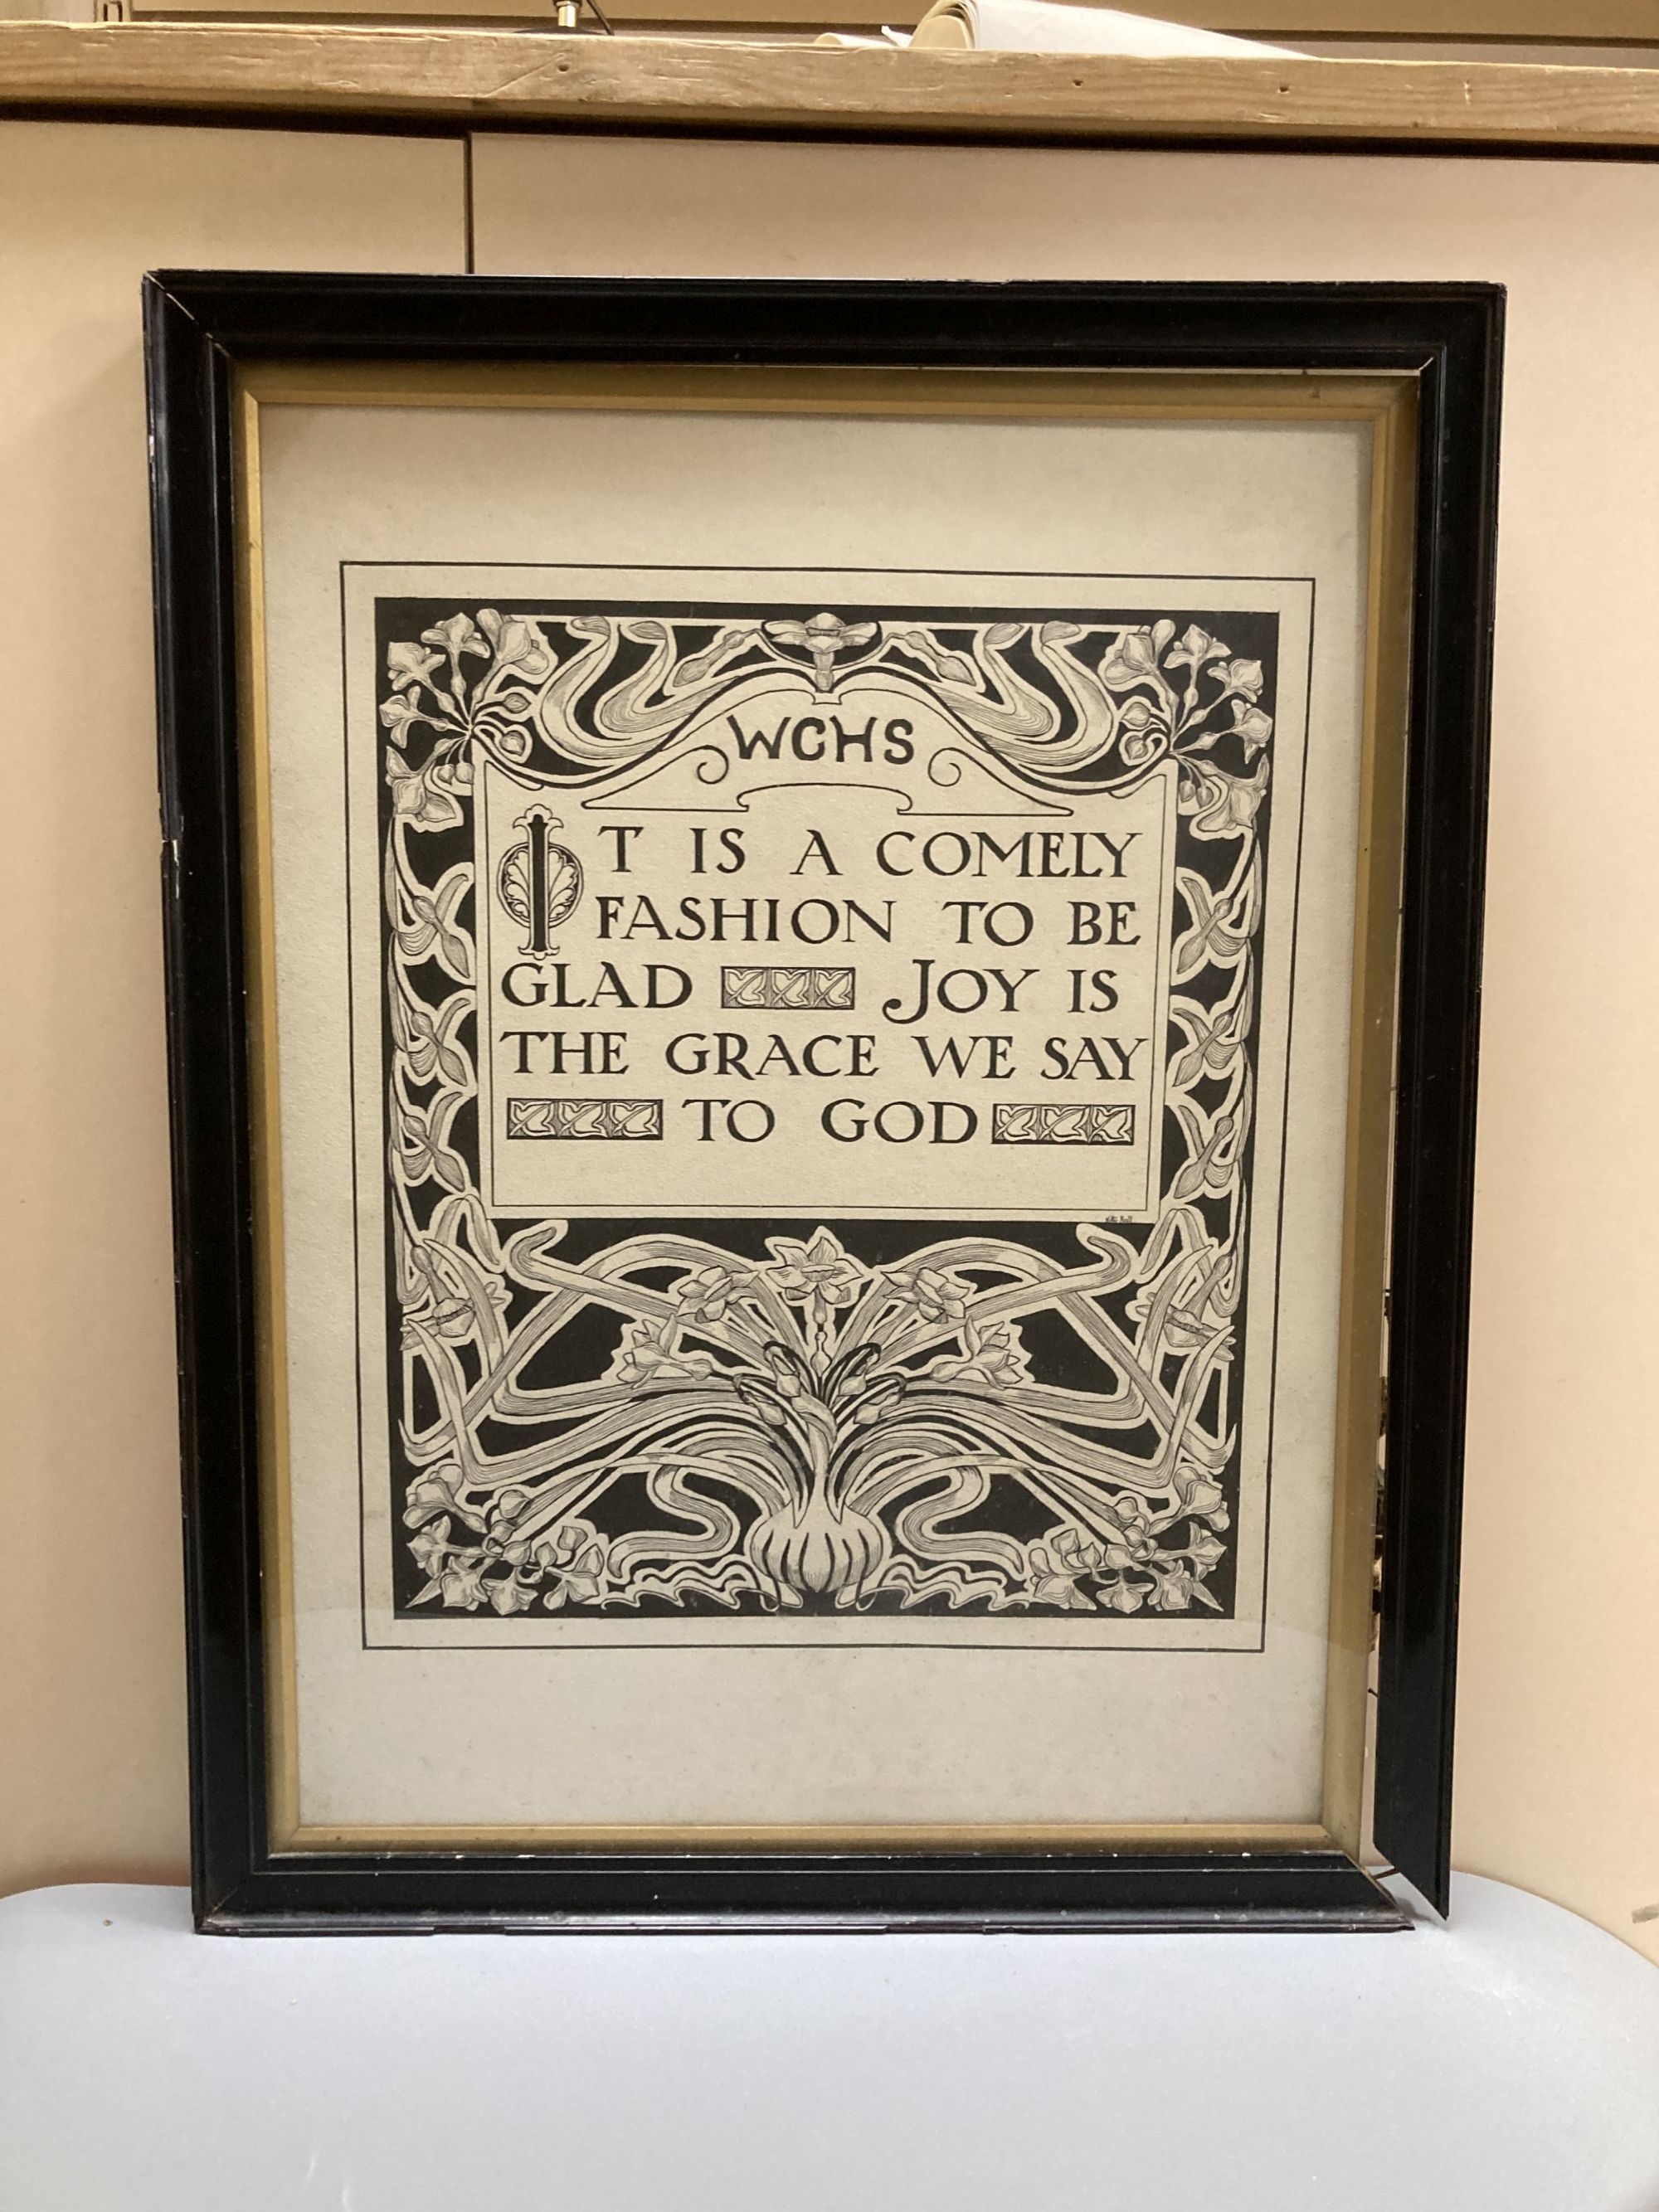 WCHS
IT IS A COMELY
FASHION TO BE
GLAD JOY IS
THE GRACE WE SAY
TO GOD